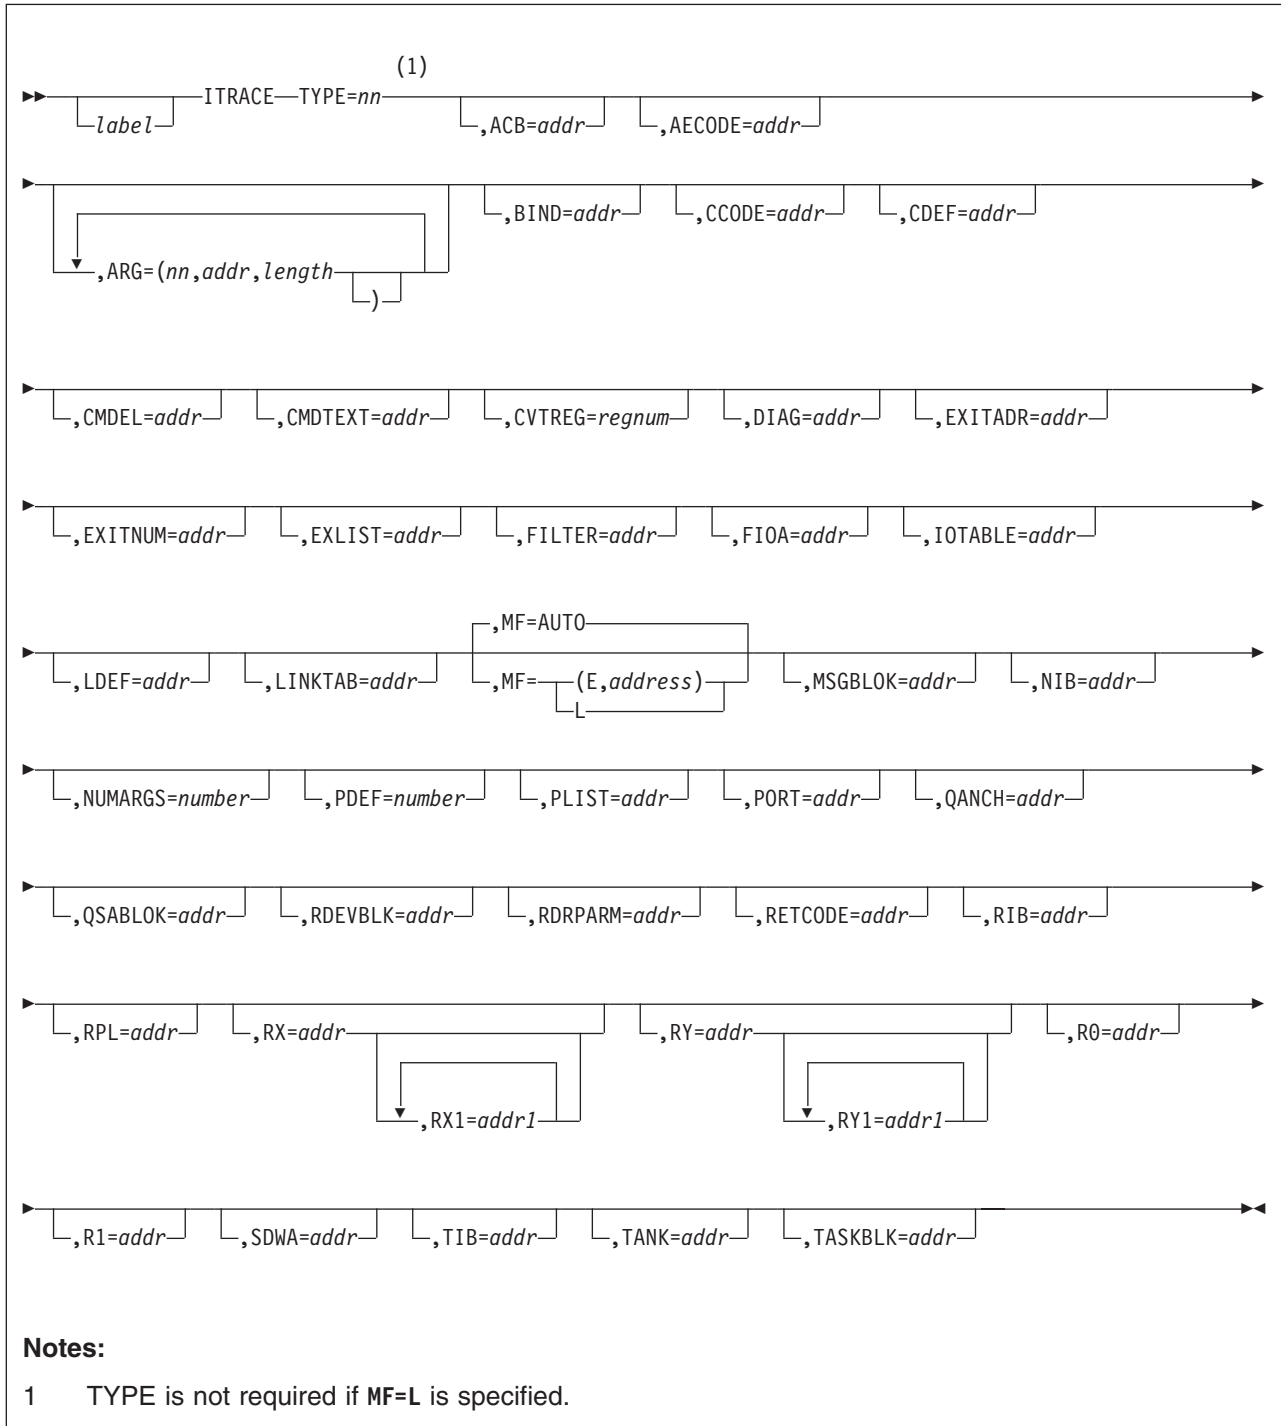 (1)
ITRACE TYPE=nn
label ,ACB=addr ,AECODE=addr
,BIND=addr ,CCODE=addr ,CDEF=addr
,ARG=(nn,addr,length
)
,CMDEL=addr ,CMDTEXT=addr ,CVTREG=regnum ,DIAG=addr ,EXITADR=addr
,EXITNUM=addr ,EXLIST=addr ,FILTER=addr ,FIOA=addr ,IOTABLE=addr
,MF=AUTO
,LDEF=addr ,LINKTAB=addr ,MF= (E,address) ,MSGBLOK=addr ,NIB=addr
L
,NUMARGS=number ,PDEF=number ,PLIST=addr ,PORT=addr ,QANCH=addr
,QSABLOK=addr ,RDEVBLK=addr ,RDRPARM=addr ,RETCODE=addr ,RIB=addr
,RPL=addr ,RX=addr ,RY=addr ,R0=addr
,RX1=addr1 ,RY1=addr1
,R1=addr ,SDWA=addr ,TIB=addr ,TANK=addr ,TASKBLK=addr
Notes:
1 TYPE is not required if MF=L is specified.